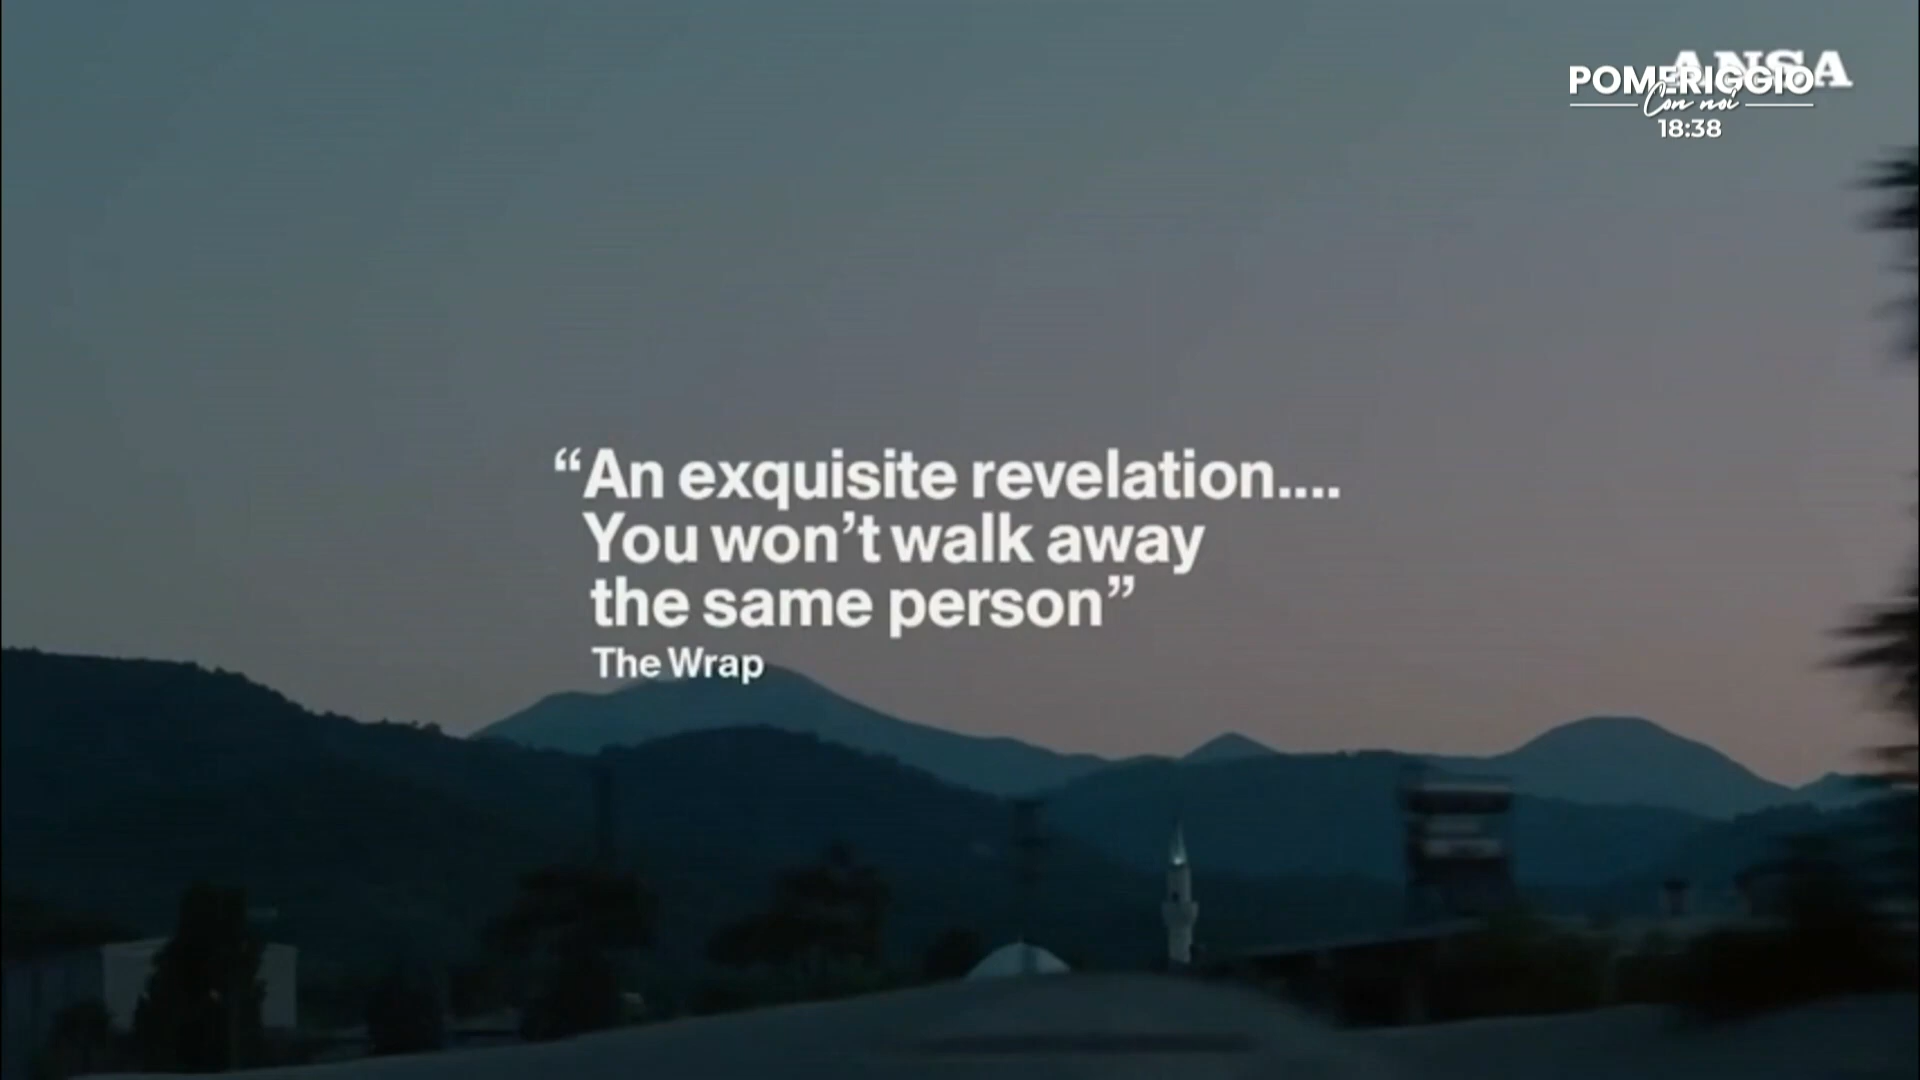 ANSA
POMERIGGIO
Con noi
18:38
“An exquisite revelation....
You won’t walk away
the same person”
The Wrap